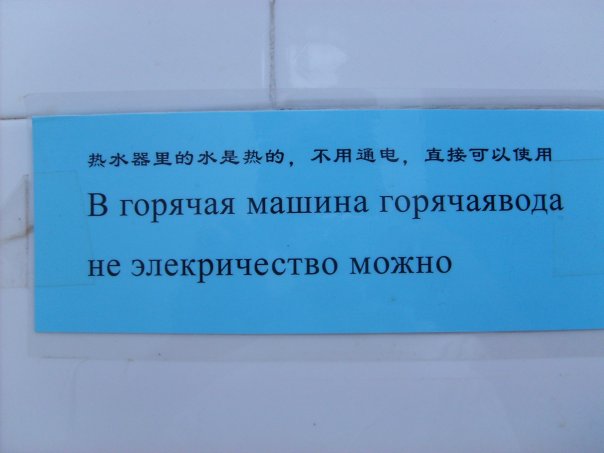 热水器里的水是热的，不用通电，直接可以使用
В горячая машина горячаявода
не элекричество можно